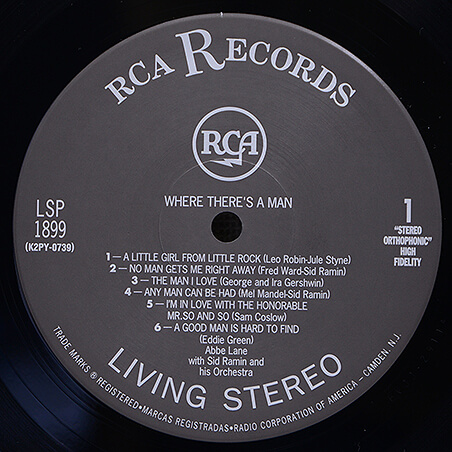 RCA RECORDS
RCA
WHERE THERE'S A MAN
LSP
1899
(K2PY-0739)
1
"STEREO
ORTHOPHONIC"
HIGH
FIDELITY
1 — A LITTLE GIRL FROM LITTLE ROCK (Leo Robin-Jule Styne)
2 — NO MAN GETS ME RIGHT AWAY (Fred Ward-Sid Ramin)
3 — THE MAN I LOVE (George and Ira Gershwin)
4 — ANY MAN CAN BE HAD (Mel Mandel-Sid Ramin)
5 — I'M IN LOVE WITH THE HONORABLE
MR.SO AND SO (Sam Coslow)
6 — A GOOD MAN IS HARD TO FIND
(Eddie Green)
Abbe Lane
with Sid Ramin and
his Orchestra
LIVING STEREO
TRADE MARKS ® REGISTERED•MARCAS REGISTRADAS•RADIO CORPORATION OF AMERICA — CAMDEN, N.J.